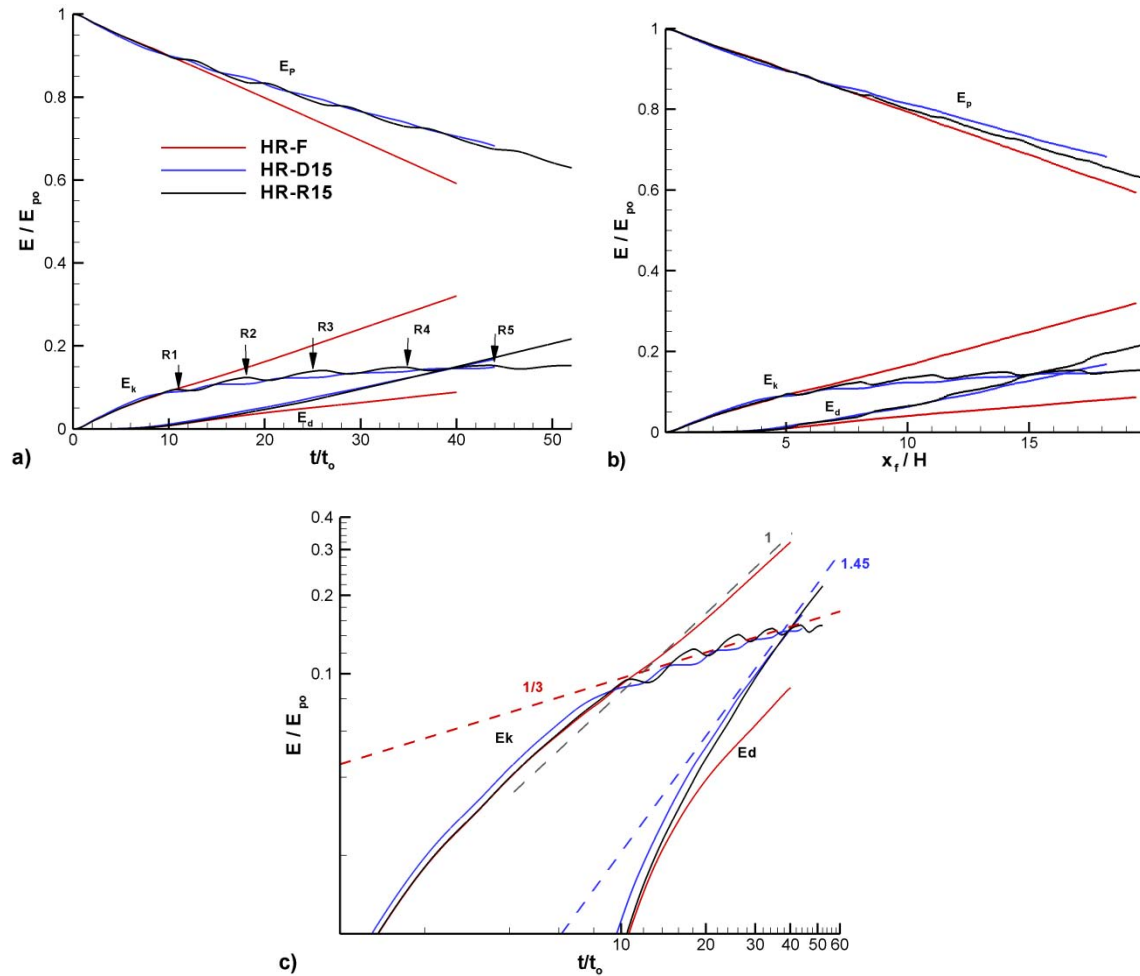 1
0.8
0.6
0.4
0.2
0
E / E_po
E_P
HR-F
HR-D15
HR-R15
R1
R2
R3
R4
R5
E_k
E_d
0
10
20
30
40
50
t/t_o
a)
1
0.8
0.6
0.4
0.2
0
E / E_po
E_p
E_k
E_d
5
10
15
x_f / H
b)
0.4
0.3
0.2
0.1
E / E_po
1
1.45
1/3
Ek
Ed
10
20
30
40
50
60
t/t_o
c)